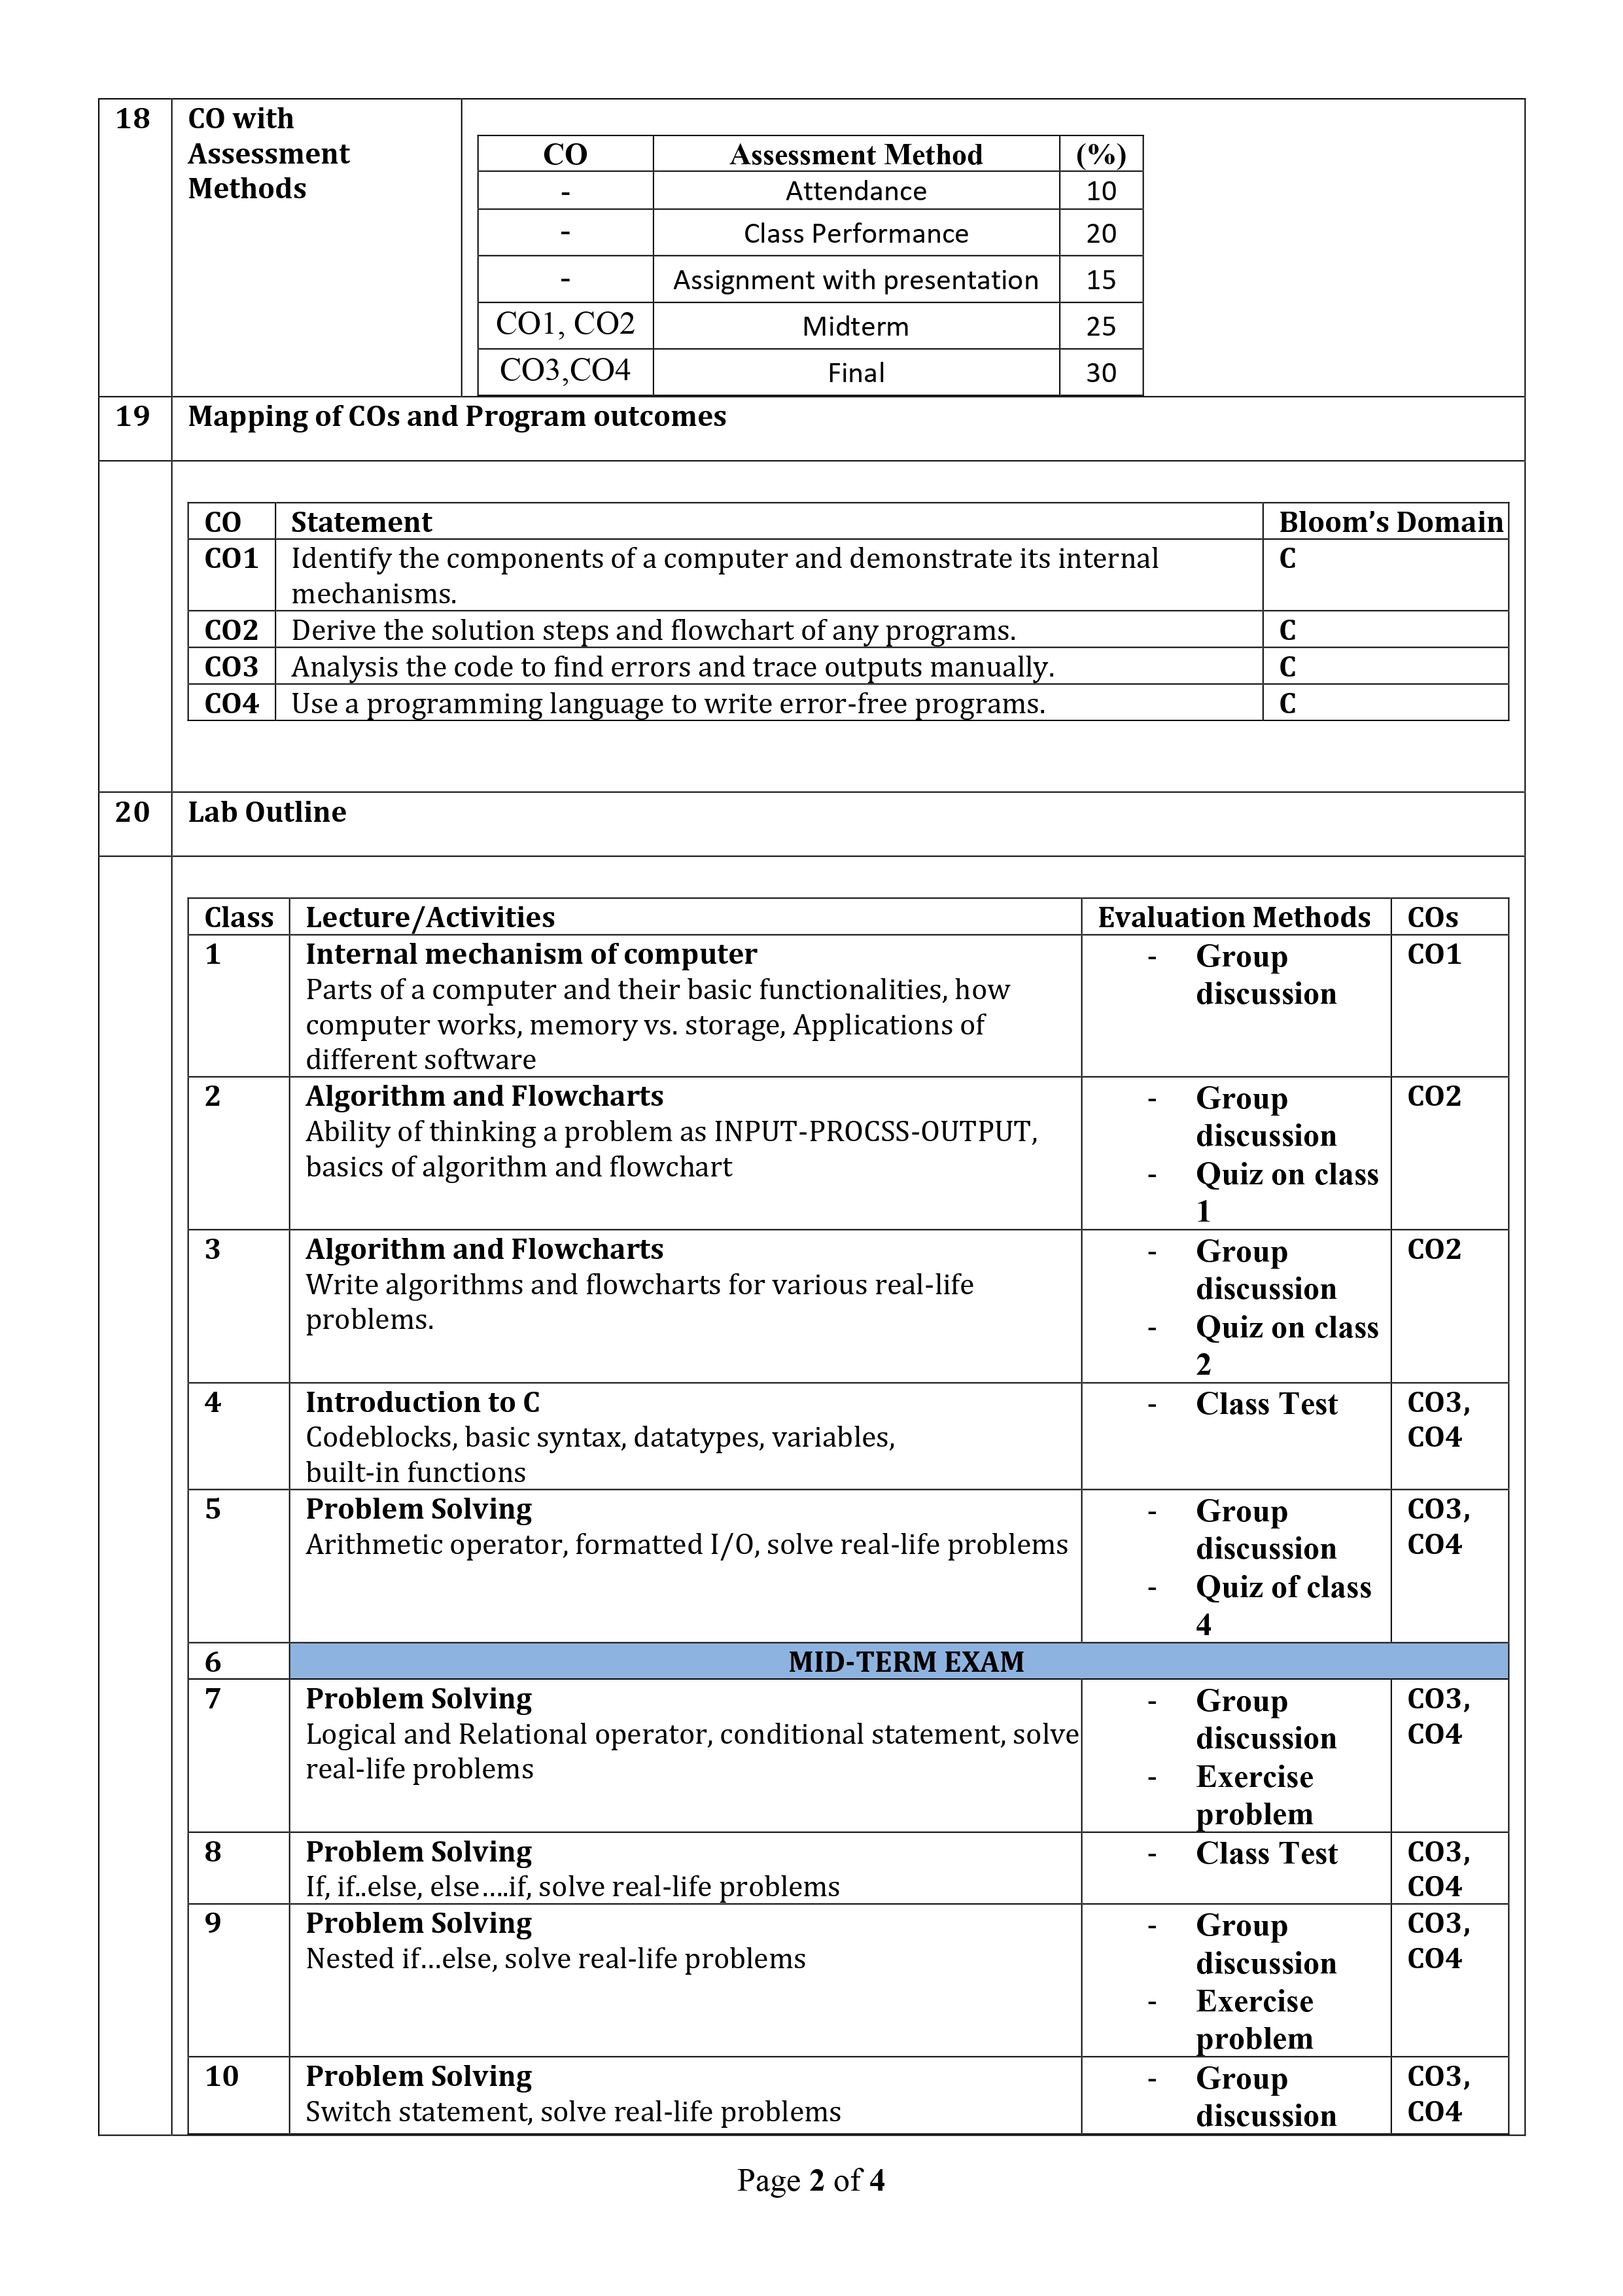 18 CO with
Assessment
Methods
CO Assessment Method (%)
- Attendance 10
- Class Performance 20
- Assignment with presentation 15
CO1, CO2 Midterm 25
CO3,CO4 Final 30
19 Mapping of COs and Program outcomes
CO Statement Bloom’s Domain
CO1 Identify the components of a computer and demonstrate its internal C
mechanisms.
CO2 Derive the solution steps and flowchart of any programs. C
CO3 Analysis the code to find errors and trace outputs manually. C
CO4 Use a programming language to write error-free programs. C
20 Lab Outline
Class Lecture/Activities Evaluation Methods COs
1 Internal mechanism of computer - Group CO1
Parts of a computer and their basic functionalities, how discussion
computer works, memory vs. storage, Applications of
different software
2 Algorithm and Flowcharts - Group CO2
Ability of thinking a problem as INPUT-PROCSS-OUTPUT, discussion
basics of algorithm and flowchart - Quiz on class
1
3 Algorithm and Flowcharts - Group CO2
Write algorithms and flowcharts for various real-life discussion
problems. - Quiz on class
2
4 Introduction to C - Class Test CO3,
Codeblocks, basic syntax, datatypes, variables, CO4
built-in functions
5 Problem Solving - Group CO3,
Arithmetic operator, formatted I/O, solve real-life problems discussion CO4
- Quiz of class
4
6 MID-TERM EXAM
7 Problem Solving - Group CO3,
Logical and Relational operator, conditional statement, solve discussion CO4
real-life problems - Exercise
problem
8 Problem Solving - Class Test CO3,
If, if..else, else….if, solve real-life problems CO4
9 Problem Solving - Group CO3,
Nested if…else, solve real-life problems discussion CO4
- Exercise
problem
10 Problem Solving - Group CO3,
Switch statement, solve real-life problems discussion CO4
Page 2 of 4